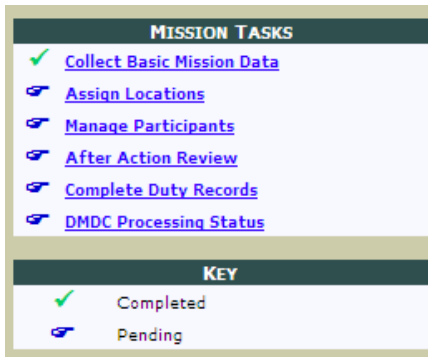 MISSION TASKS
Collect Basic Mission Data
Assign Locations
Manage Participants
After Action Review
Complete Duty Records
DMDC Processing Status
KEY
Completed
Pending